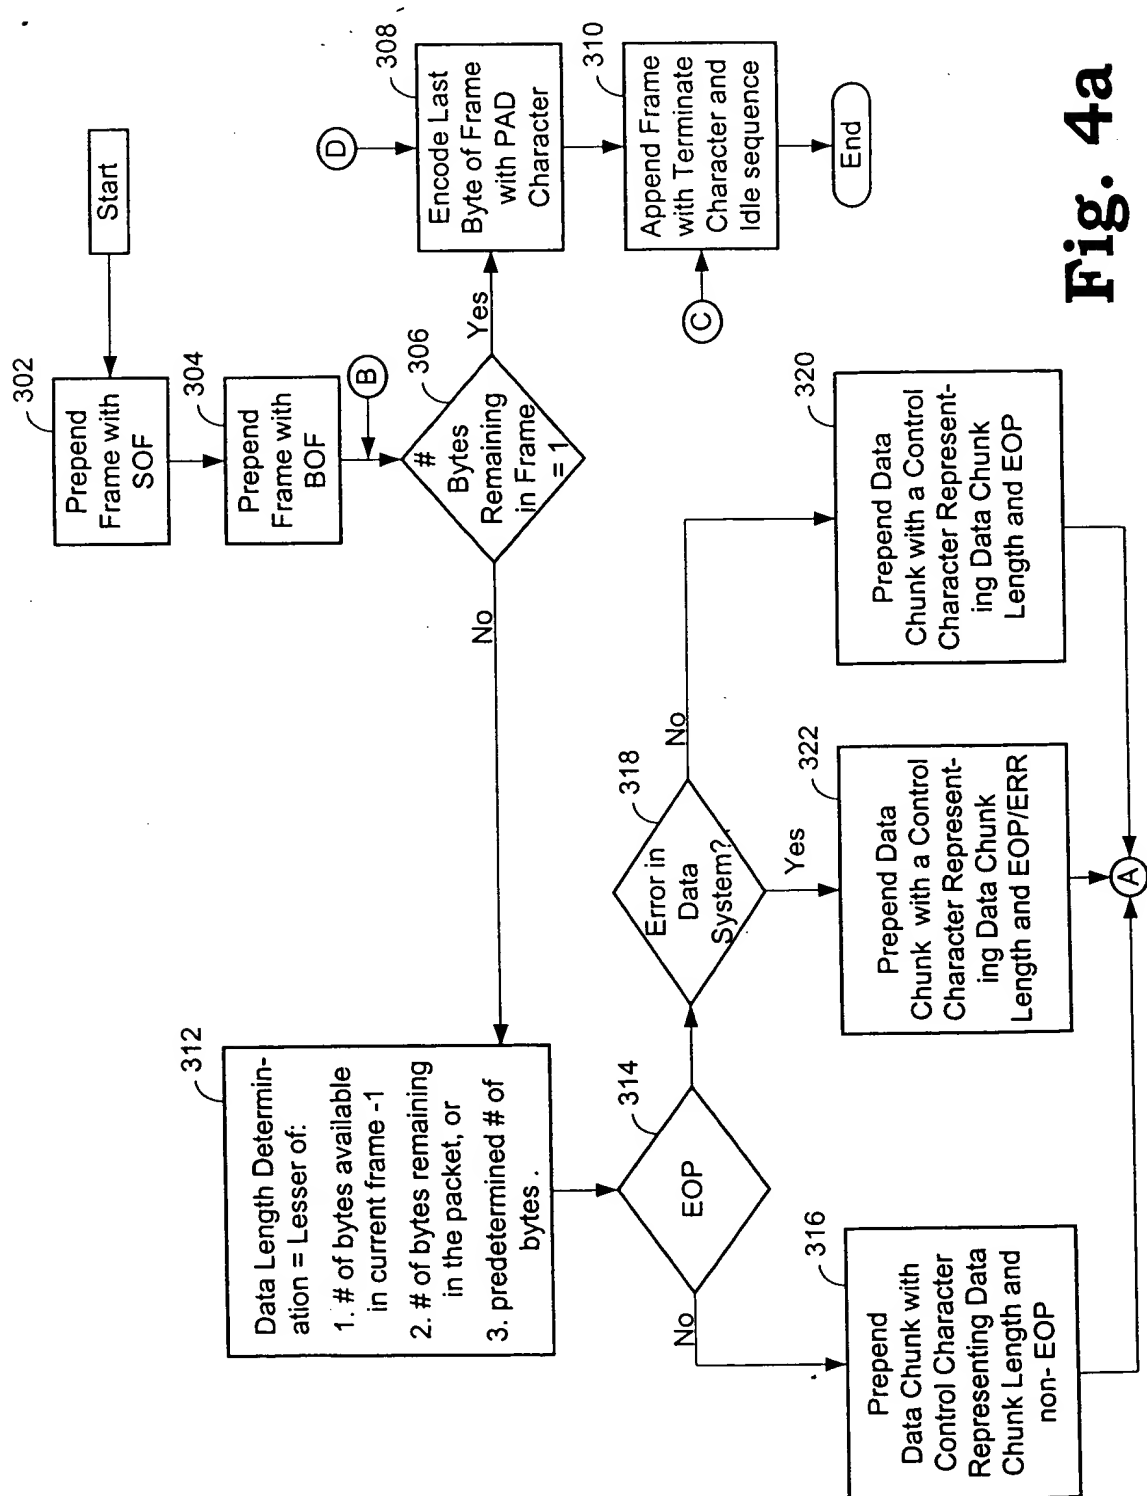 Start
302
Prepend
Frame with
SOF
304
Prepend
Frame with
BOF
B
306
#
Bytes
Remaining
in Frame
= 1
Yes
No
D
308
Encode Last
Byte of Frame
with PAD
Character
310
Append Frame
with Terminate
Character and
Idle sequence
C
End
312
Data Length Determin-
ation = Lesser of:
1. # of bytes available
in current frame -1
2. # of bytes remaining
in the packet, or
3. predetermined # of
bytes .
314
EOP
No
316
Prepend
Data Chunk with
Control Character
Representing Data
Chunk Length and
non- EOP
318
Error in
Data
System?
Yes
No
322
Prepend Data
Chunk with a Control
Character Represent-
ing Data Chunk
Length and EOP/ERR
320
Prepend Data
Chunk with a Control
Character Represent-
ing Data Chunk
Length and EOP
A
Fig. 4a